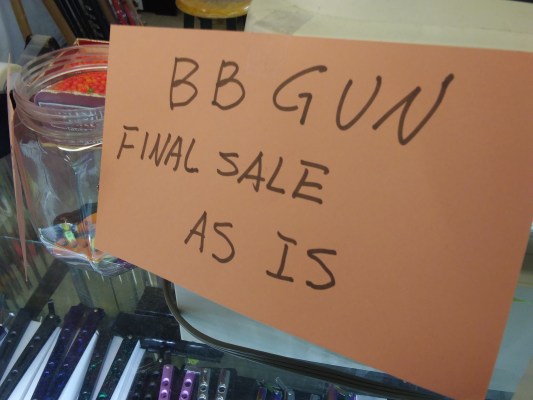 BB GUN
FINAL SALE
AS IS